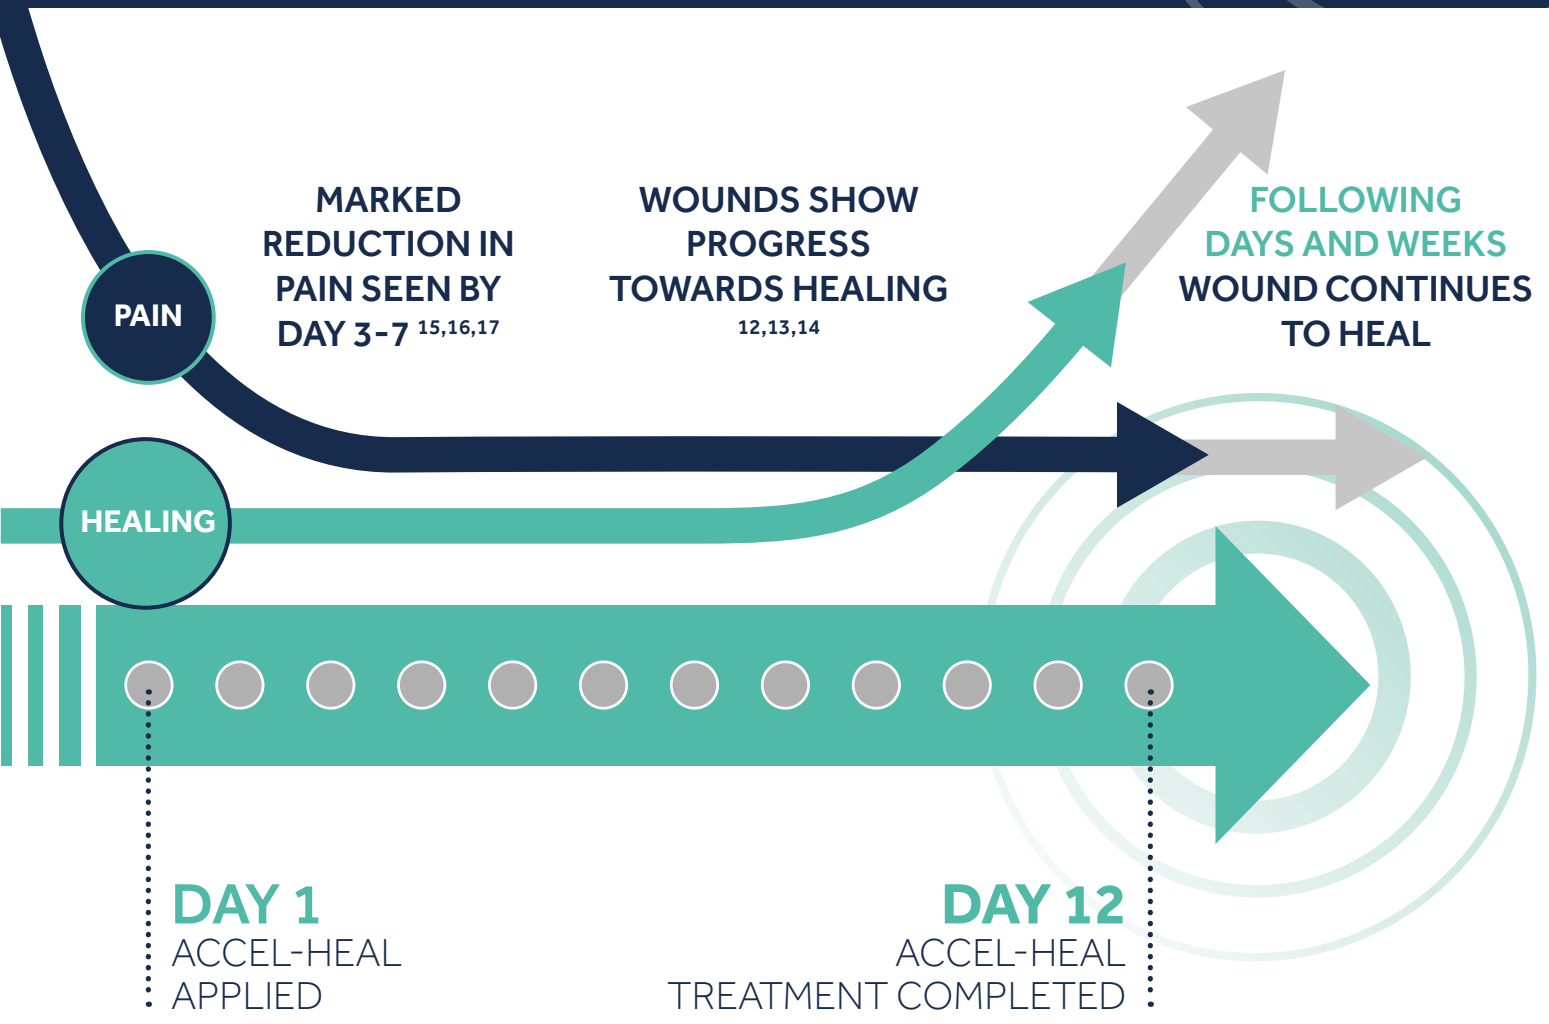 MARKED
REDUCTION IN
PAIN SEEN BY
DAY 3-7 15,16,17
WOUNDS SHOW
PROGRESS
TOWARDS HEALING
12,13,14
FOLLOWING
DAYS AND WEEKS
WOUND CONTINUES
TO HEAL
PAIN
HEALING
DAY 1
ACCEL-HEAL
APPLIED
DAY 12
ACCEL-HEAL
TREATMENT COMPLETED